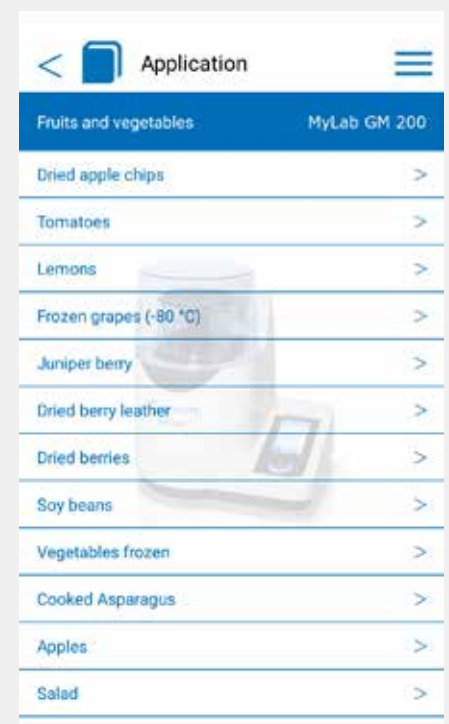 < Application
Fruits and vegetables MyLab GM 200
Dried apple chips >
Tomatoes >
Lemons >
Frozen grapes (-80 °C) >
Juniper berry >
Dried berry leather >
Dried berries >
Soy beans >
Vegetables frozen >
Cooked Asparagus >
Apples >
Salad >